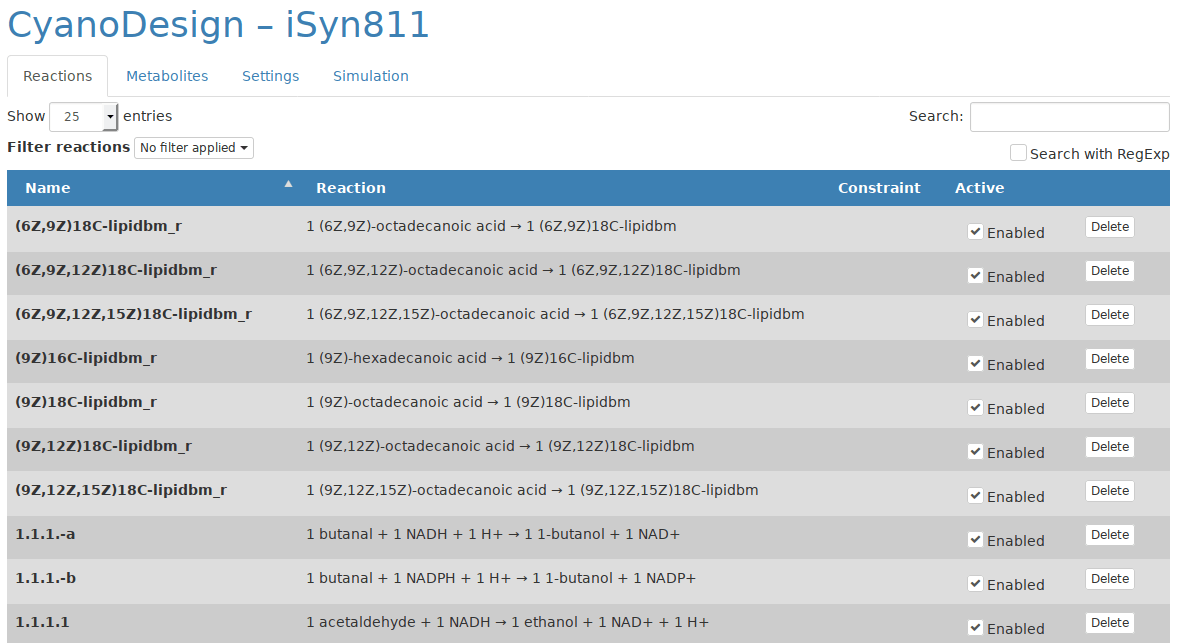 CyanoDesign – iSyn811
Reactions Metabolites Settings Simulation
Show 25 entries Search:
Filter reactions No filter applied Search with RegExp
Name Reaction Constraint Active
(6Z,9Z)18C-lipidbm_r 1 (6Z,9Z)-octadecanoic acid → 1 (6Z,9Z)18C-lipidbm Enabled Delete
(6Z,9Z,12Z)18C-lipidbm_r 1 (6Z,9Z,12Z)-octadecanoic acid → 1 (6Z,9Z,12Z)18C-lipidbm Enabled Delete
(6Z,9Z,12Z,15Z)18C-lipidbm_r 1 (6Z,9Z,12Z,15Z)-octadecanoic acid → 1 (6Z,9Z,12Z,15Z)18C-lipidbm Enabled Delete
(9Z)16C-lipidbm_r 1 (9Z)-hexadecanoic acid → 1 (9Z)16C-lipidbm Enabled Delete
(9Z)18C-lipidbm_r 1 (9Z)-octadecanoic acid → 1 (9Z)18C-lipidbm Enabled Delete
(9Z,12Z)18C-lipidbm_r 1 (9Z,12Z)-octadecanoic acid → 1 (9Z,12Z)18C-lipidbm Enabled Delete
(9Z,12Z,15Z)18C-lipidbm_r 1 (9Z,12Z,15Z)-octadecanoic acid → 1 (9Z,12Z,15Z)18C-lipidbm Enabled Delete
1.1.1.-a 1 butanal + 1 NADH + 1 H+ → 1 1-butanol + 1 NAD+ Enabled Delete
1.1.1.-b 1 butanal + 1 NADPH + 1 H+ → 1 1-butanol + 1 NADP+ Enabled Delete
1.1.1.1 1 acetaldehyde + 1 NADH → 1 ethanol + 1 NAD+ + 1 H+ Enabled Delete